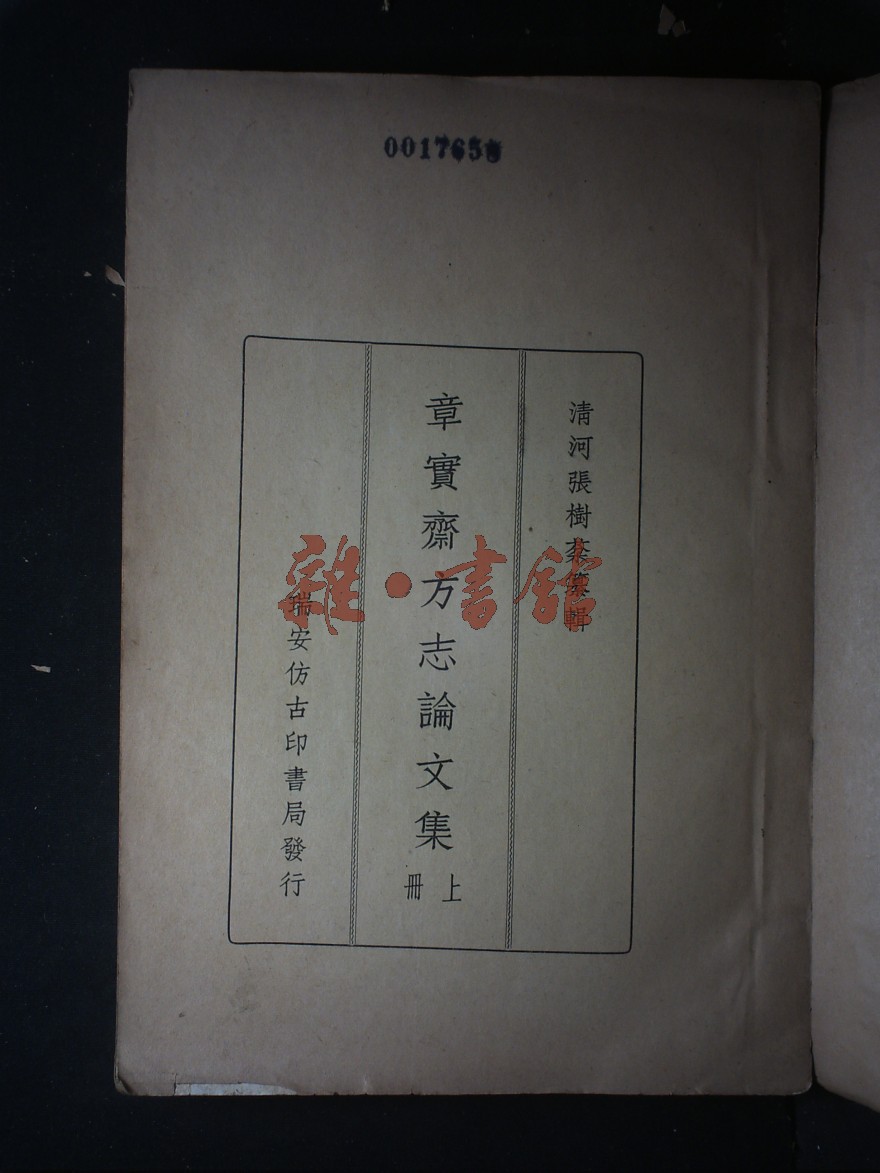 001765
清河張樹棻纂輯
章實齋方志論文集
上冊
瑞安仿古印書局發行
雜·書館